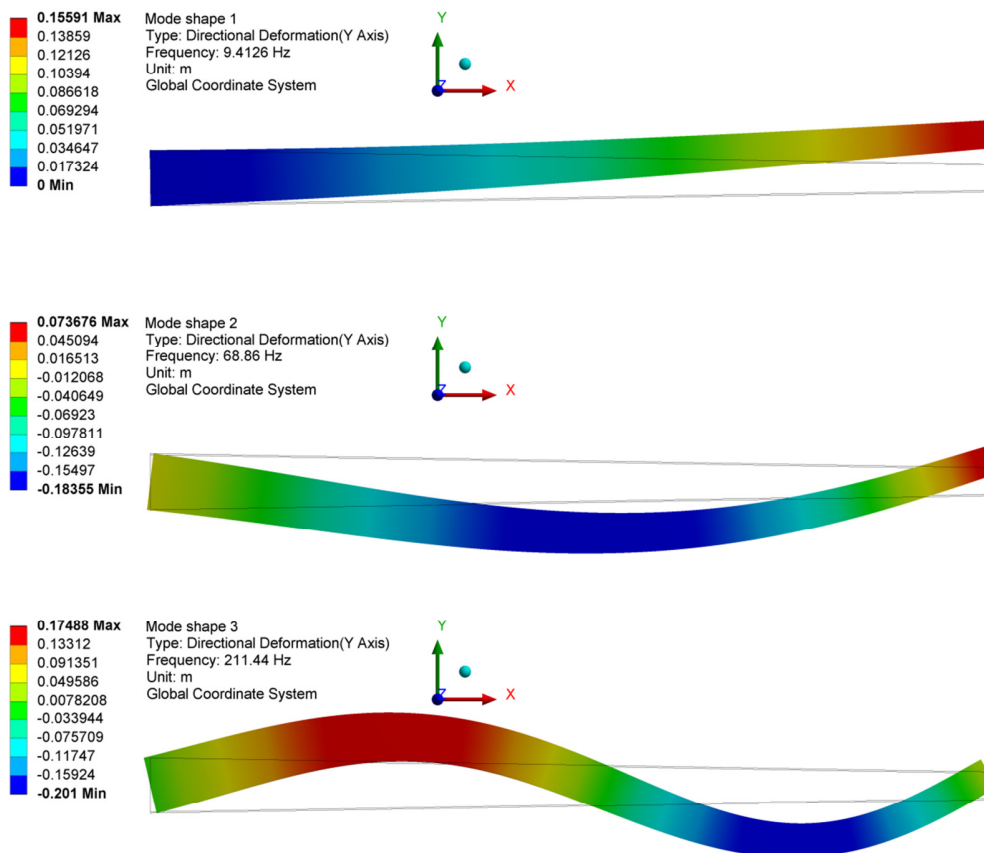 0.15591 Max
0.13859
0.12126
0.10394
0.086618
0.069294
0.051971
0.034647
0.017324
0 Min
Mode shape 1
Type: Directional Deformation(Y Axis)
Frequency: 9.4126 Hz
Unit: m
Global Coordinate System
Y
Z
X
0.073676 Max
0.045094
0.016513
-0.012068
-0.040649
-0.06923
-0.097811
-0.12639
-0.15497
-0.18355 Min
Mode shape 2
Type: Directional Deformation(Y Axis)
Frequency: 68.86 Hz
Unit: m
Global Coordinate System
Y
Z
X
0.17488 Max
0.13312
0.091351
0.049586
0.0078208
-0.033944
-0.075709
-0.11747
-0.15924
-0.201 Min
Mode shape 3
Type: Directional Deformation(Y Axis)
Frequency: 211.44 Hz
Unit: m
Global Coordinate System
Y
Z
X